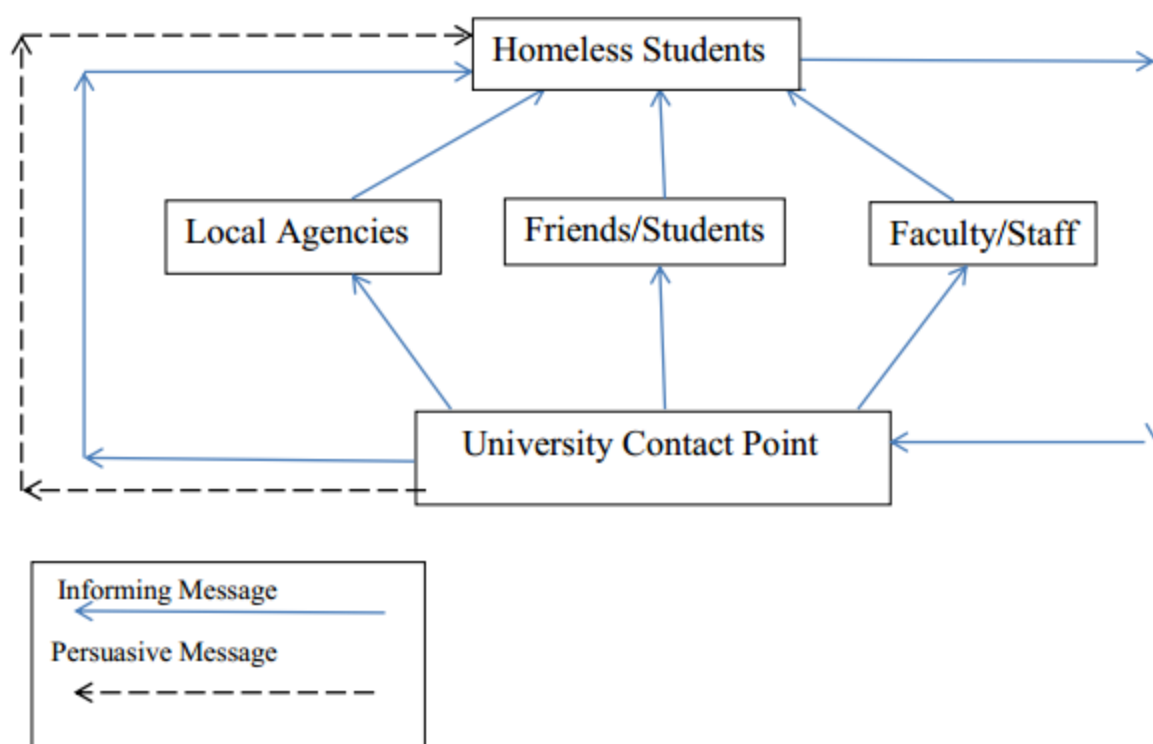 Homeless Students
Local Agencies
Friends/Students
Faculty/Staff
University Contact Point
Informing Message
Persuasive Message